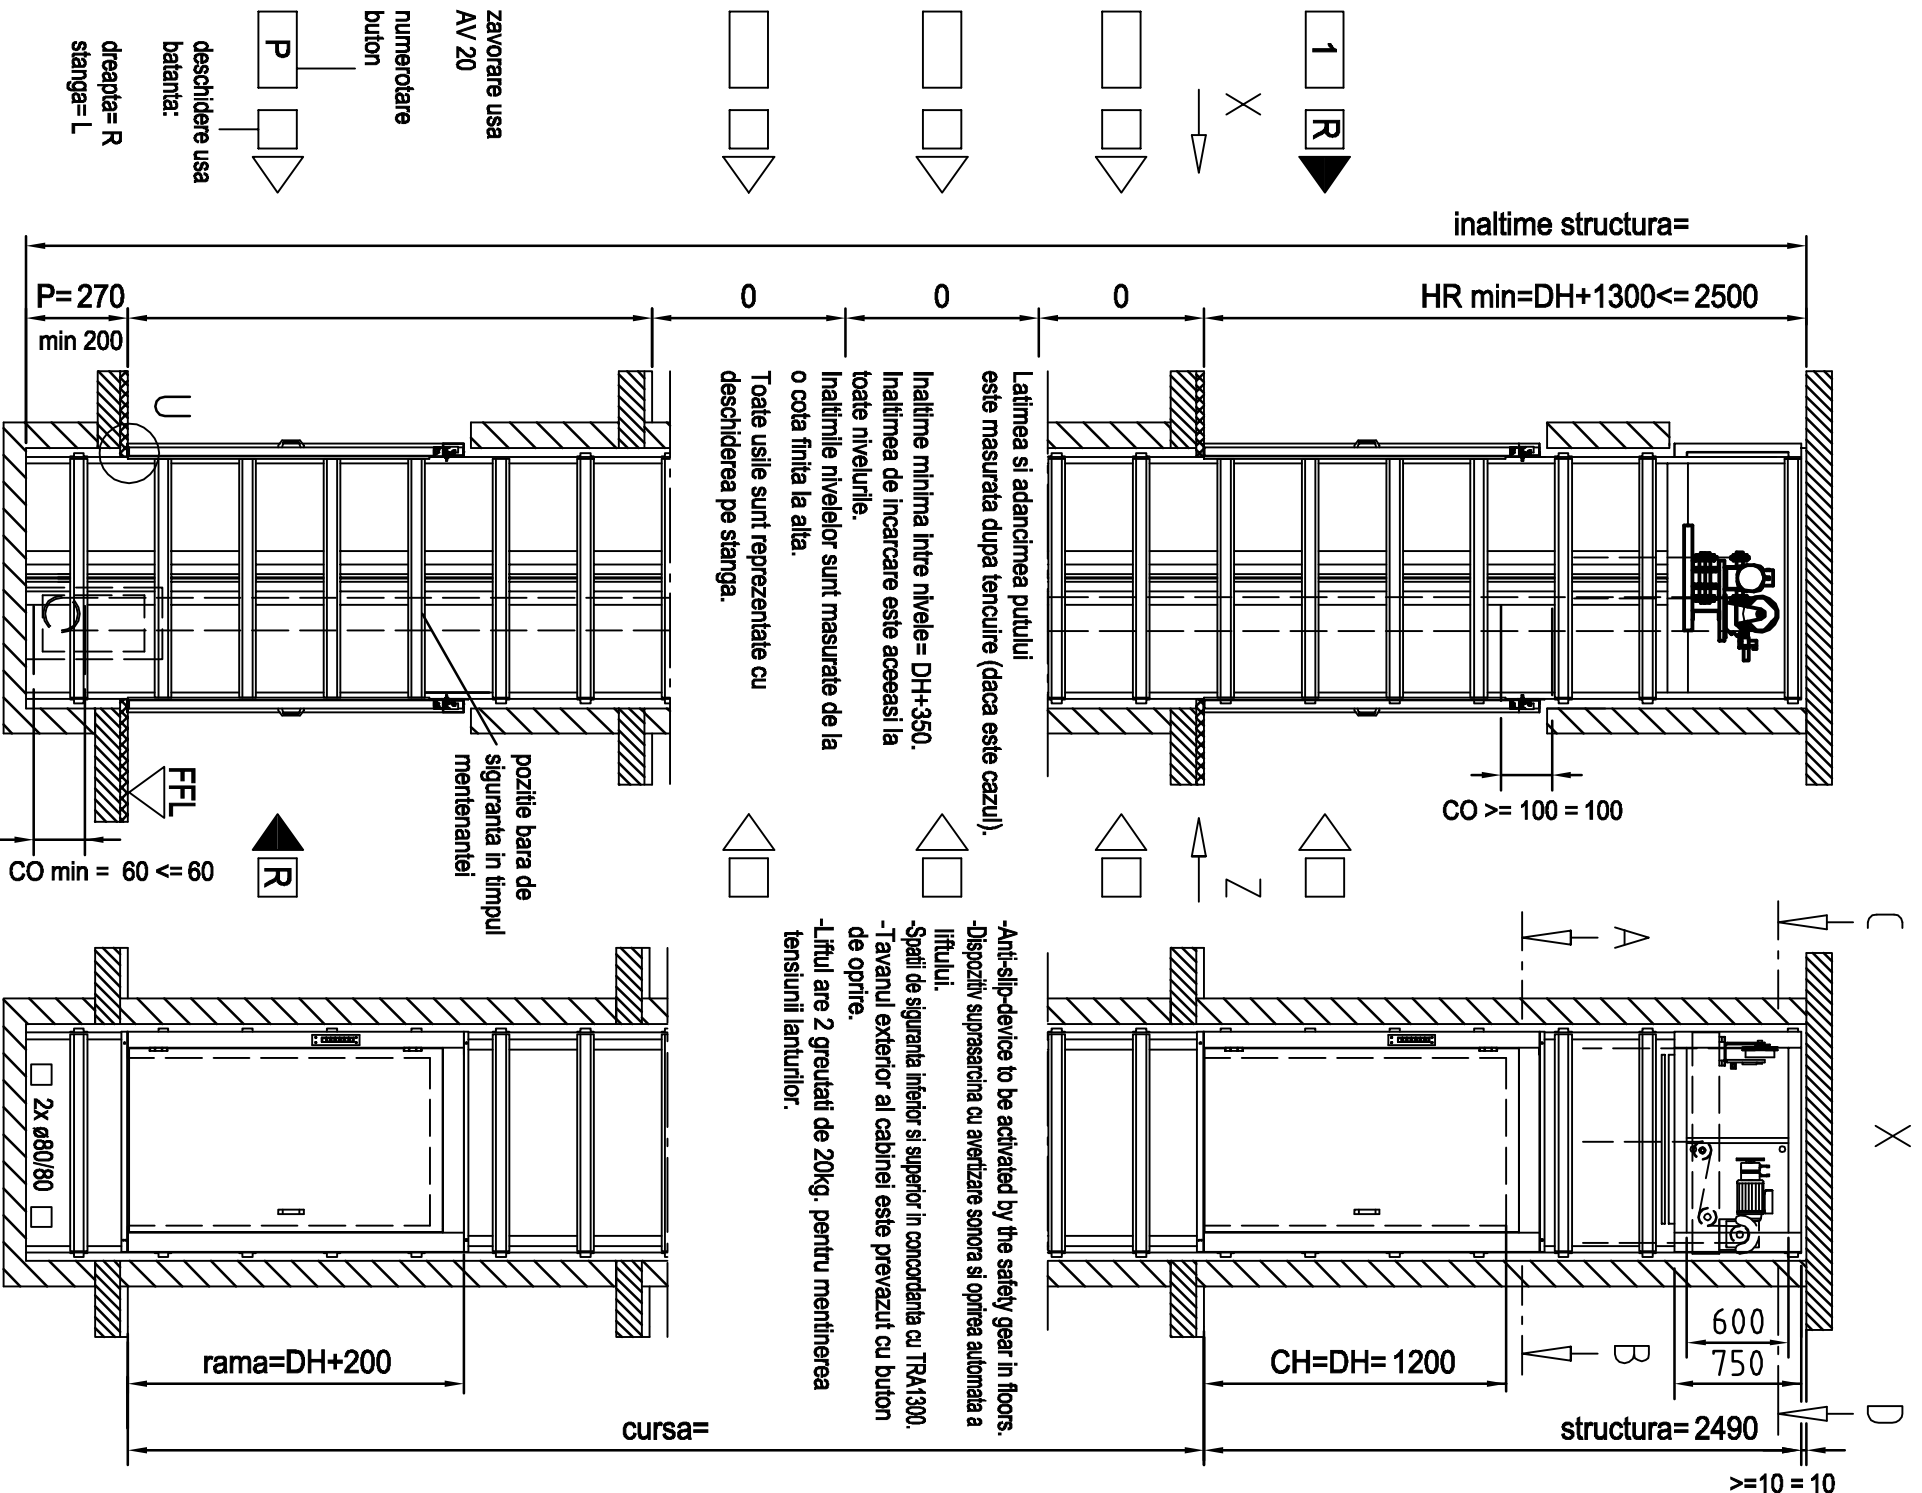 zavorare usa
AV 20
numerotare
buton
P
deschidere usa
batanta:
dreapta= R
stanga= L
1
R
X
inaltime structura=
P= 270
min 200
0
0
0
HR min=DH+1300<= 2500
Latimea si adancimea putului
este masurata dupa tencuire (daca este cazul).
Inaltime minima intre nivele= DH+350.
Inaltimea de incarcare este aceeasi la
toate nivelurile.
Inaltimile nivelelor sunt masurate de la
o cota finita la alta.
Toate usile sunt reprezentate cu
deschiderea pe stanga.
U
FFL
R
pozitie bara de
siguranta in timpul
mentenantei
CO min = 60 <= 60
CO >= 100 = 100
Z
-Anti-slip-device to be activated by the safety gear in floors.
-Dispozitiv suprasarcina cu avertizare sonora si oprirea automata a
liftului.
-Spatii de siguranta inferior si superior in concordanta cu TRA1300.
-Tavanul exterior al cabinei este prevazut cu buton
de oprire.
-Liftul are 2 greutati de 20kg. pentru mentinerea
tensiunii lanturilor.
C
A
X
B
D
2x ø80/80
600
750
rama=DH+200
CH=DH= 1200
cursa=
structura= 2490
>=10 = 10